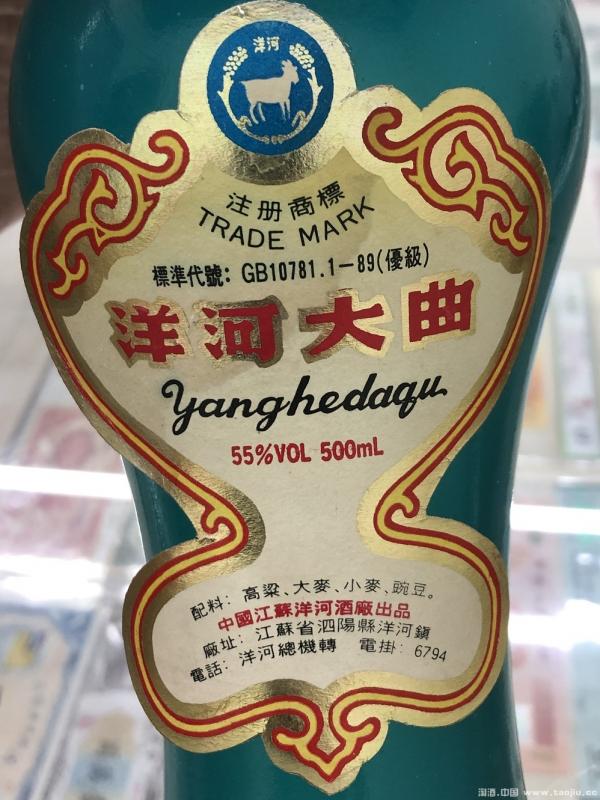 洋河
注册商標
TRADE MARK
標準代號：GB10781.1-89(優級)
洋河大曲
Yanghedaqu
55%VOL 500mL
配料：高粱、大麥、小麥、豌豆。
中國江蘇洋河酒廠出品
廠址：江蘇省泗陽縣洋河鎮
電話：洋河總機轉 電掛：6794
淘酒.中国 www.taojiu.cc